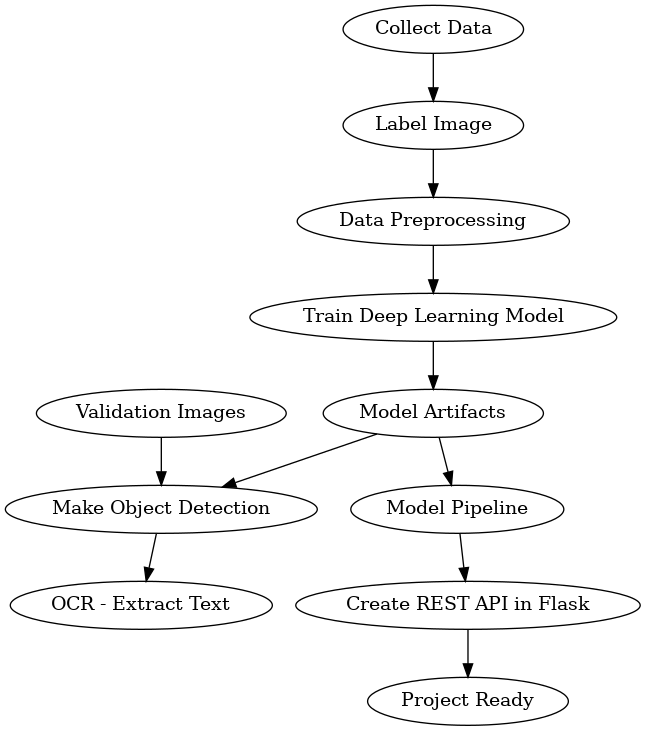 Collect Data
Label Image
Data Preprocessing
Train Deep Learning Model
Validation Images
Model Artifacts
Make Object Detection
Model Pipeline
OCR - Extract Text
Create REST API in Flask
Project Ready